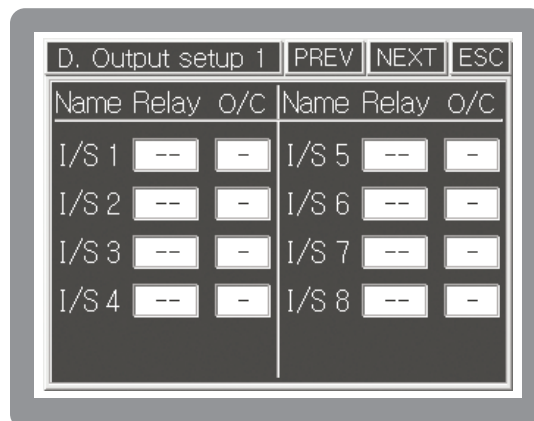 D. Output setup 1 PREV NEXT ESC
Name Relay O/C Name Relay O/C
I/S 1 -- - I/S 5 -- -
I/S 2 -- - I/S 6 -- -
I/S 3 -- - I/S 7 -- -
I/S 4 -- - I/S 8 -- -